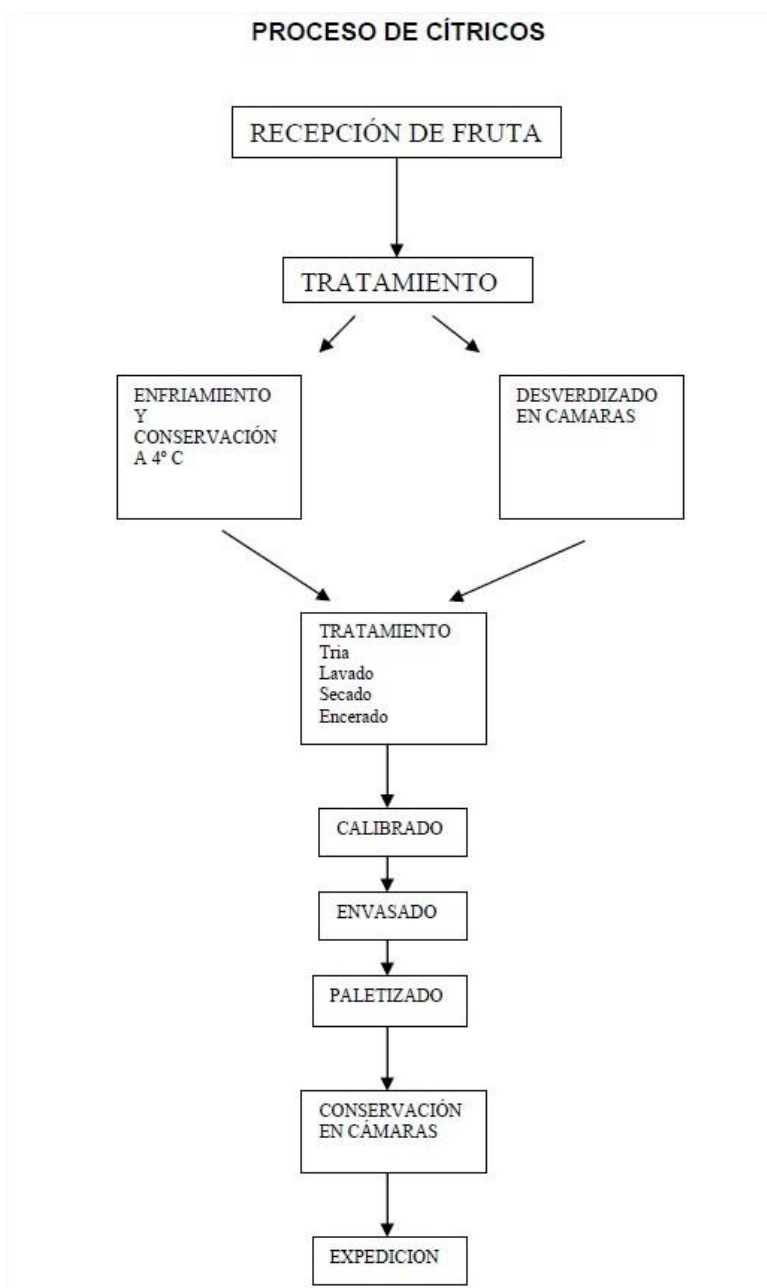 PROCESO DE CÍTRICOS
RECEPCIÓN DE FRUTA
TRATAMIENTO
ENFRIAMIENTO
Y
CONSERVACIÓN
A 4º C
DESVERDIZADO
EN CAMARAS
TRATAMIENTO
Tria
Lavado
Secado
Encerado
CALIBRADO
ENVASADO
PALETIZADO
CONSERVACIÓN
EN CÁMARAS
EXPEDICION